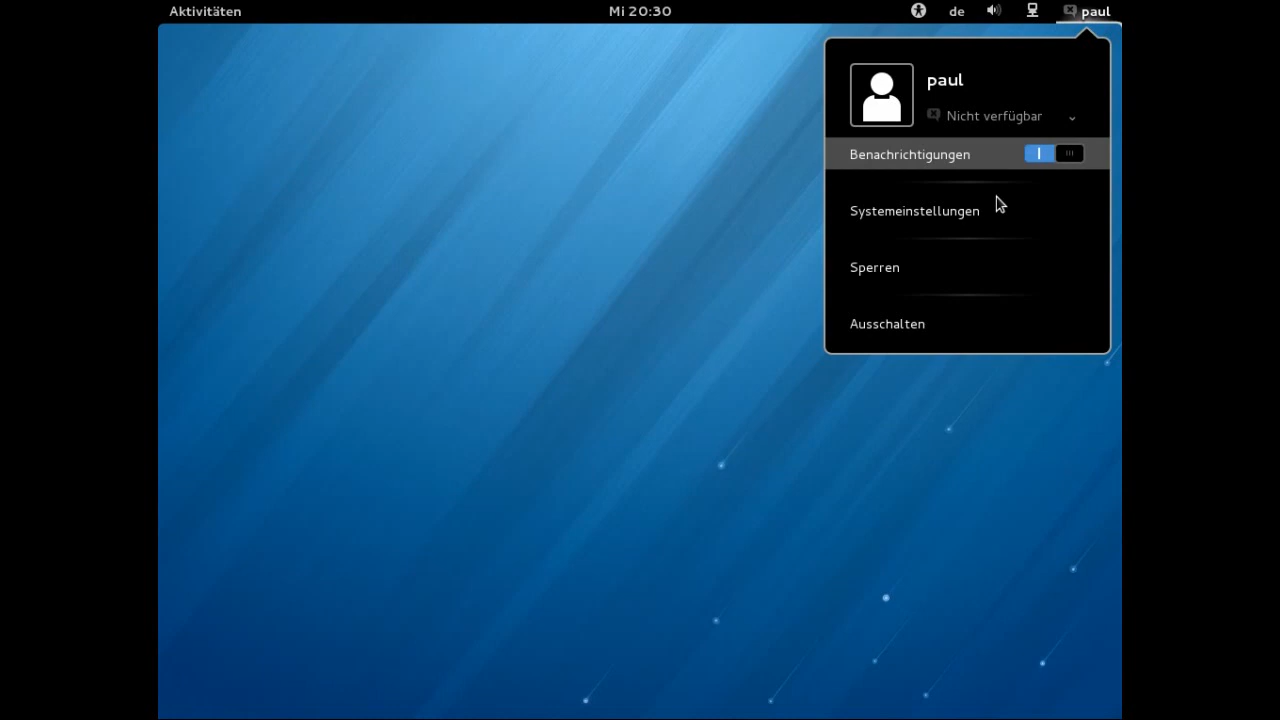 Aktivitäten
Mi 20:30
de
paul
paul
Nicht verfügbar
Benachrichtigungen
Systemeinstellungen
Sperren
Ausschalten